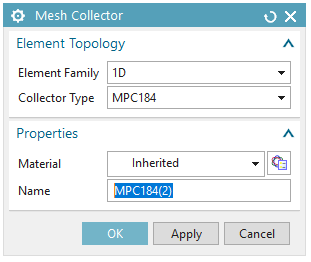 Mesh Collector
Element Topology
Element Family 1D
Collector Type MPC184
Properties
Material Inherited
Name MPC184(2)
OK Apply Cancel